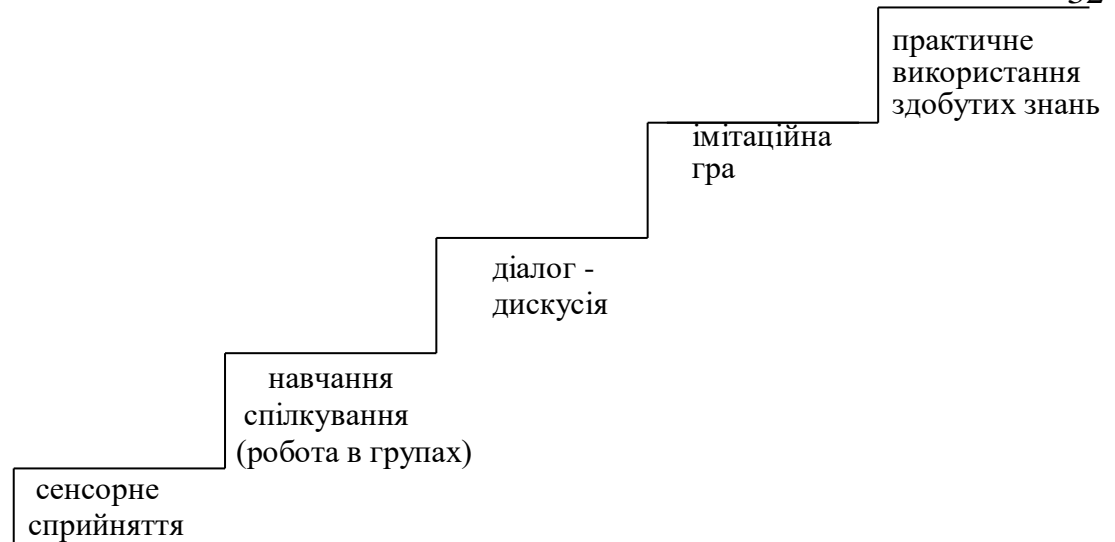 практичне
використання
здобутих знань
імітаційна
гра
діалог -
дискусія
навчання
спілкування
(робота в групах)
сенсорне
сприйняття